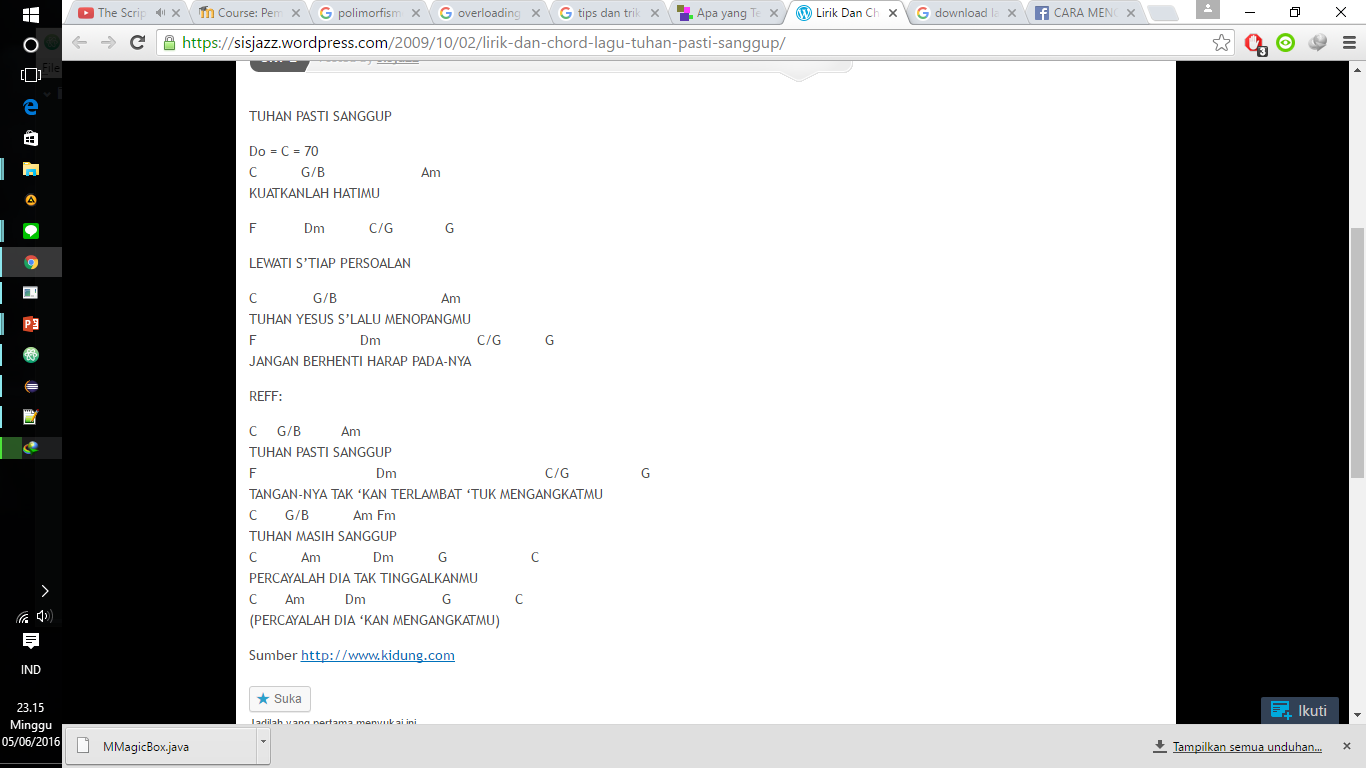 The Scrip
Course: Pem
polimorfism
overloading
tips dan trik
Apa yang Te
Lirik Dan Ch
download la
CARA MENG
https://sisjazz.wordpress.com/2009/10/02/lirik-dan-chord-lagu-tuhan-pasti-sanggup/
3
File
TUHAN PASTI SANGGUP
Do = C = 70
C G/B Am
KUATKANLAH HATIMU
F Dm C/G G
LEWATI S’TIAP PERSOALAN
C G/B Am
TUHAN YESUS S’LALU MENOPANGMU
F Dm C/G G
JANGAN BERHENTI HARAP PADA-NYA
REFF:
C G/B Am
TUHAN PASTI SANGGUP
F Dm C/G G
TANGAN-NYA TAK ‘KAN TERLAMBAT ‘TUK MENGANGKATMU
C G/B Am Fm
TUHAN MASIH SANGGUP
C Am Dm G C
PERCAYALAH DIA TAK TINGGALKANMU
C Am Dm G C
(PERCAYALAH DIA ‘KAN MENGANGKATMU)
Sumber http://www.kidung.com
Suka
Jadilah yang pertama menyukai ini
Ikuti
IND
23.15
Minggu
05/06/2016
MMagicBox.java
Tampilkan semua unduhan...